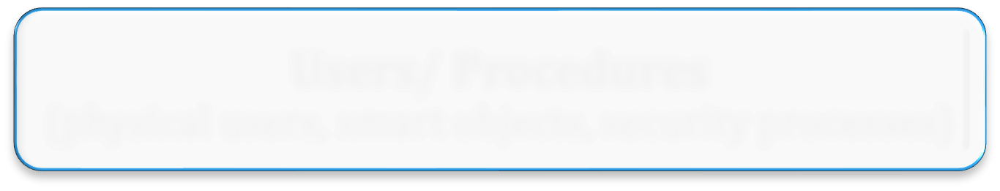 Users/ Procedures
(physical users, smart objects, security processes)